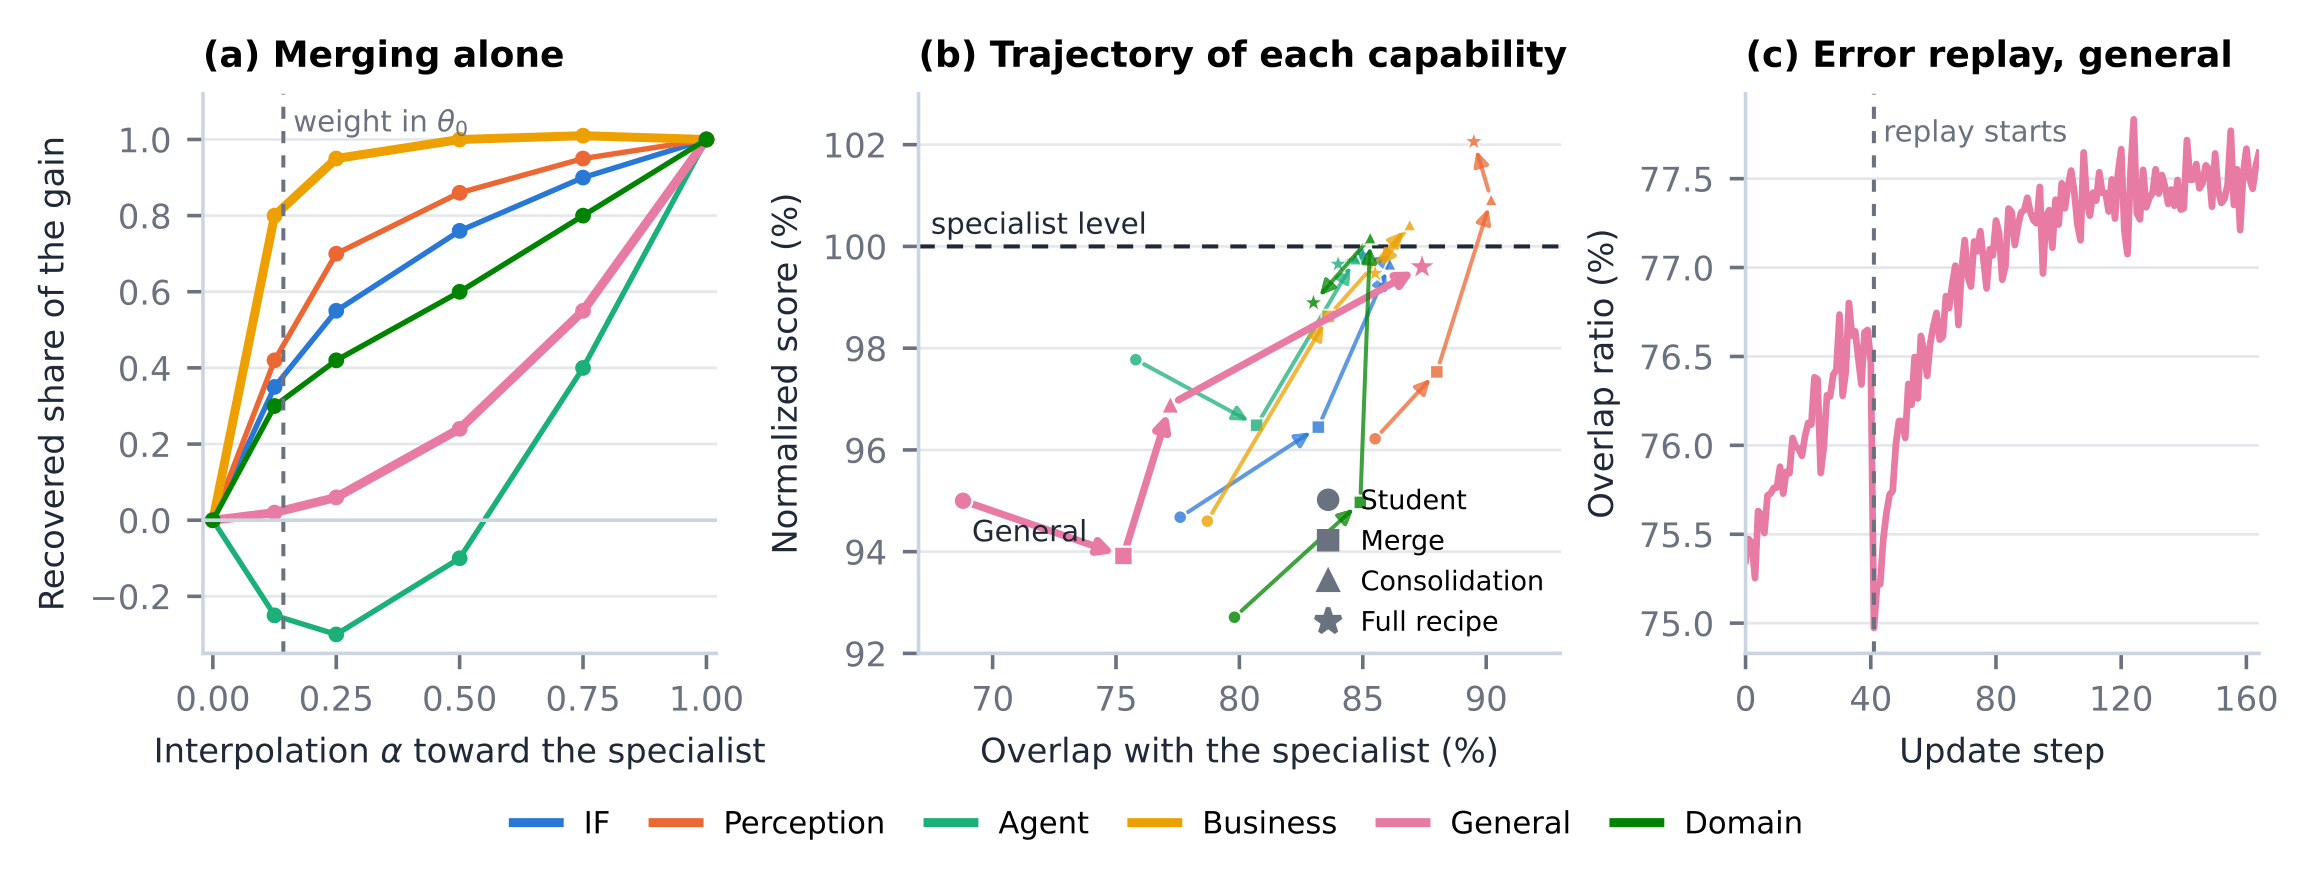 (a) Merging alone
weight in θ0
1.0
0.8
0.6
0.4
0.2
0.0
−0.2
Recovered share of the gain
0.00 0.25 0.50 0.75 1.00
Interpolation α toward the specialist
(b) Trajectory of each capability
102
100
98
96
94
92
Normalized score (%)
specialist level
General
Student
Merge
Consolidation
Full recipe
70 75 80 85 90
Overlap with the specialist (%)
(c) Error replay, general
replay starts
77.5
77.0
76.5
76.0
75.5
75.0
Overlap ratio (%)
0 40 80 120 160
Update step
IF Perception Agent Business General Domain